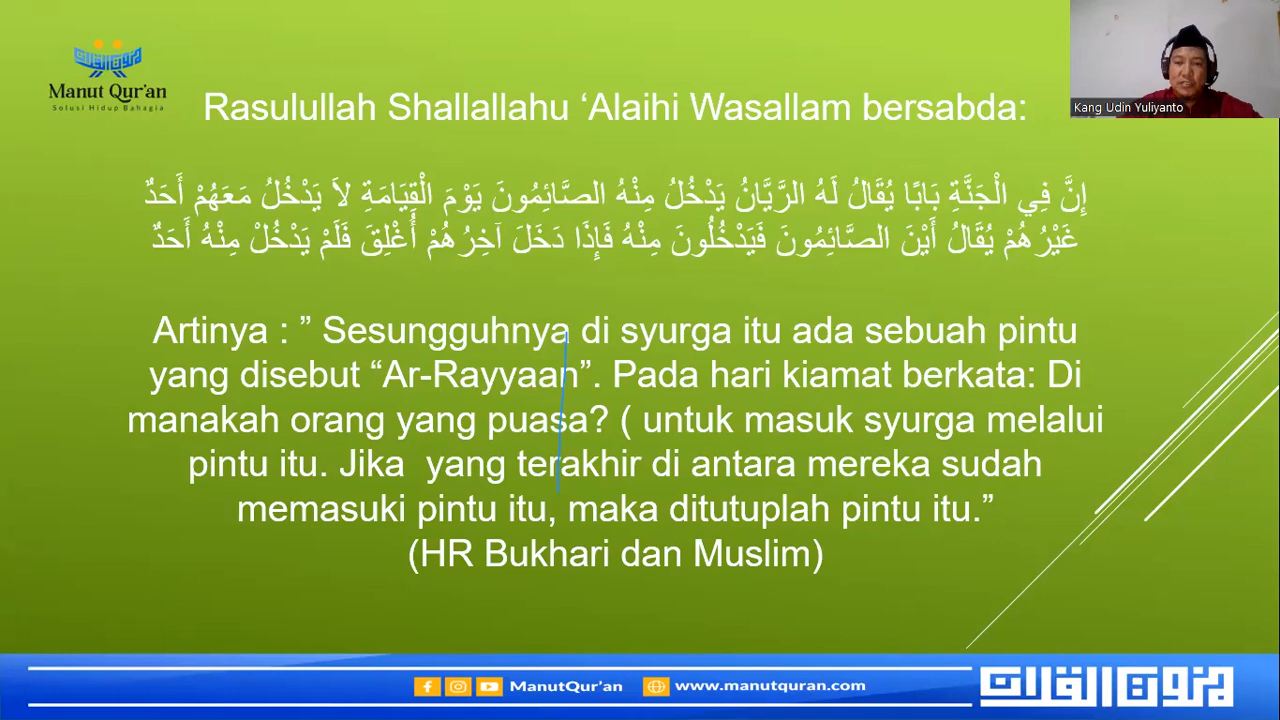 Manut Qur'an
Solusi Hidup Bahagia
Kang Udin Yuliyanto
Rasulullah Shallallahu ‘Alaihi Wasallam bersabda:
إِنَّ فِي الْجَنَّةِ بَابًا يُقَالُ لَهُ الرَّيَّانُ يَدْخُلُ مِنْهُ الصَّائِمُونَ يَوْمَ الْقِيَامَةِ لاَ يَدْخُلُ مَعَهُمْ أَحَدٌ
غَيْرُهُمْ يُقَالُ أَيْنَ الصَّائِمُونَ فَيَدْخُلُونَ مِنْهُ فَإِذَا دَخَلَ آخِرُهُمْ أُغْلِقَ فَلَمْ يَدْخُلْ مِنْهُ أَحَدٌ
Artinya : ” Sesungguhnya di syurga itu ada sebuah pintu
yang disebut “Ar-Rayyaan”. Pada hari kiamat berkata: Di
manakah orang yang puasa? ( untuk masuk syurga melalui
pintu itu. Jika  yang terakhir di antara mereka sudah
memasuki pintu itu, maka ditutuplah pintu itu.”
(HR Bukhari dan Muslim)
ManutQur'an
www.manutquran.com